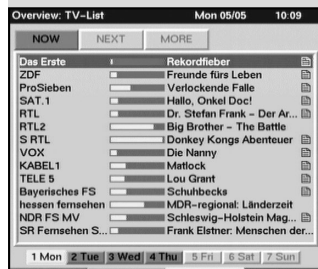 Overview: TV-List Mon 05/05 10:09
NOW NEXT MORE
Das Erste Rekordfieber
ZDF Freunde fürs Leben
ProSieben Verlockende Falle
SAT.1 Hallo, Onkel Doc!
RTL Dr. Stefan Frank - Der Ar...
RTL2 Big Brother - The Battle
S RTL Donkey Kongs Abenteuer
VOX Die Nanny
KABEL1 Matlock
TELE 5 Lou Grant
Bayerisches FS Schuhbecks
hessen fernsehen MDR-regional: Länderzeit
NDR FS MV Schleswig-Holstein Mag...
SR Fernsehen S... Frank Elstner: Menschen der...
1 Mon 2 Tue 3 Wed 4 Thu 5 Fri 6 Sat 7 Sun